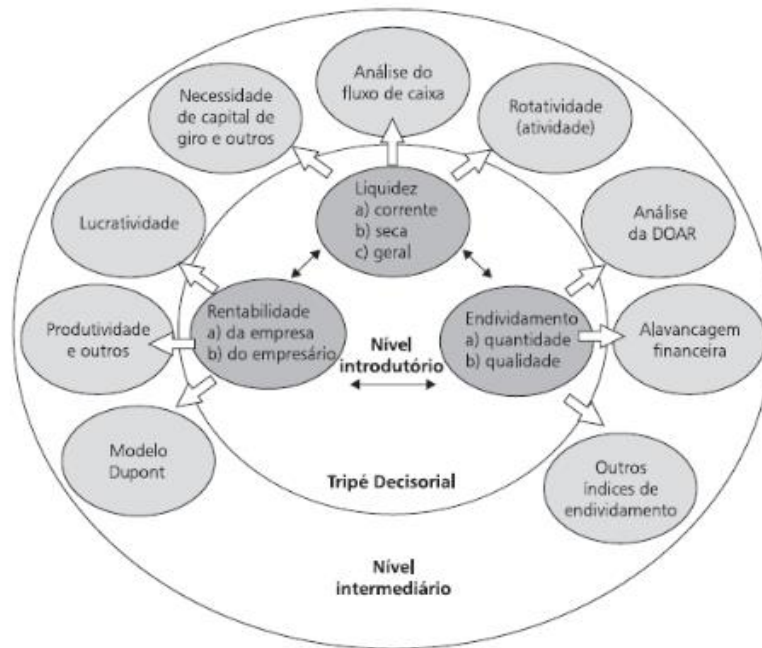 Análise do
fluxo de caixa
Necessidade
de capital de
giro e outros
Rotatividade
(atividade)
Liquidez
a) corrente
b) seca
c) geral
Lucratividade
Análise
da DOAR
Rentabilidade
a) da empresa
b) do empresário
Endividamento
a) quantidade
b) qualidade
Produtividade
e outros
Alavancagem
financeira
Nível
introdutório
Modelo
Dupont
Outros
índices de
endividamento
Tripé Decisorial
Nível
intermediário